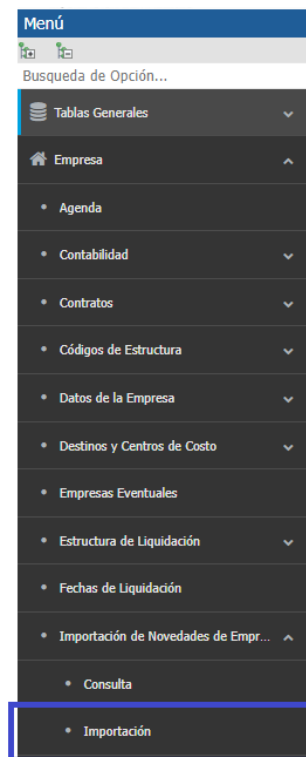 Menú
Busqueda de Opción...
Tablas Generales
Empresa
Agenda
Contabilidad
Contratos
Códigos de Estructura
Datos de la Empresa
Destinos y Centros de Costo
Empresas Eventuales
Estructura de Liquidación
Fechas de Liquidación
Importación de Novedades de Empr...
Consulta
Importación